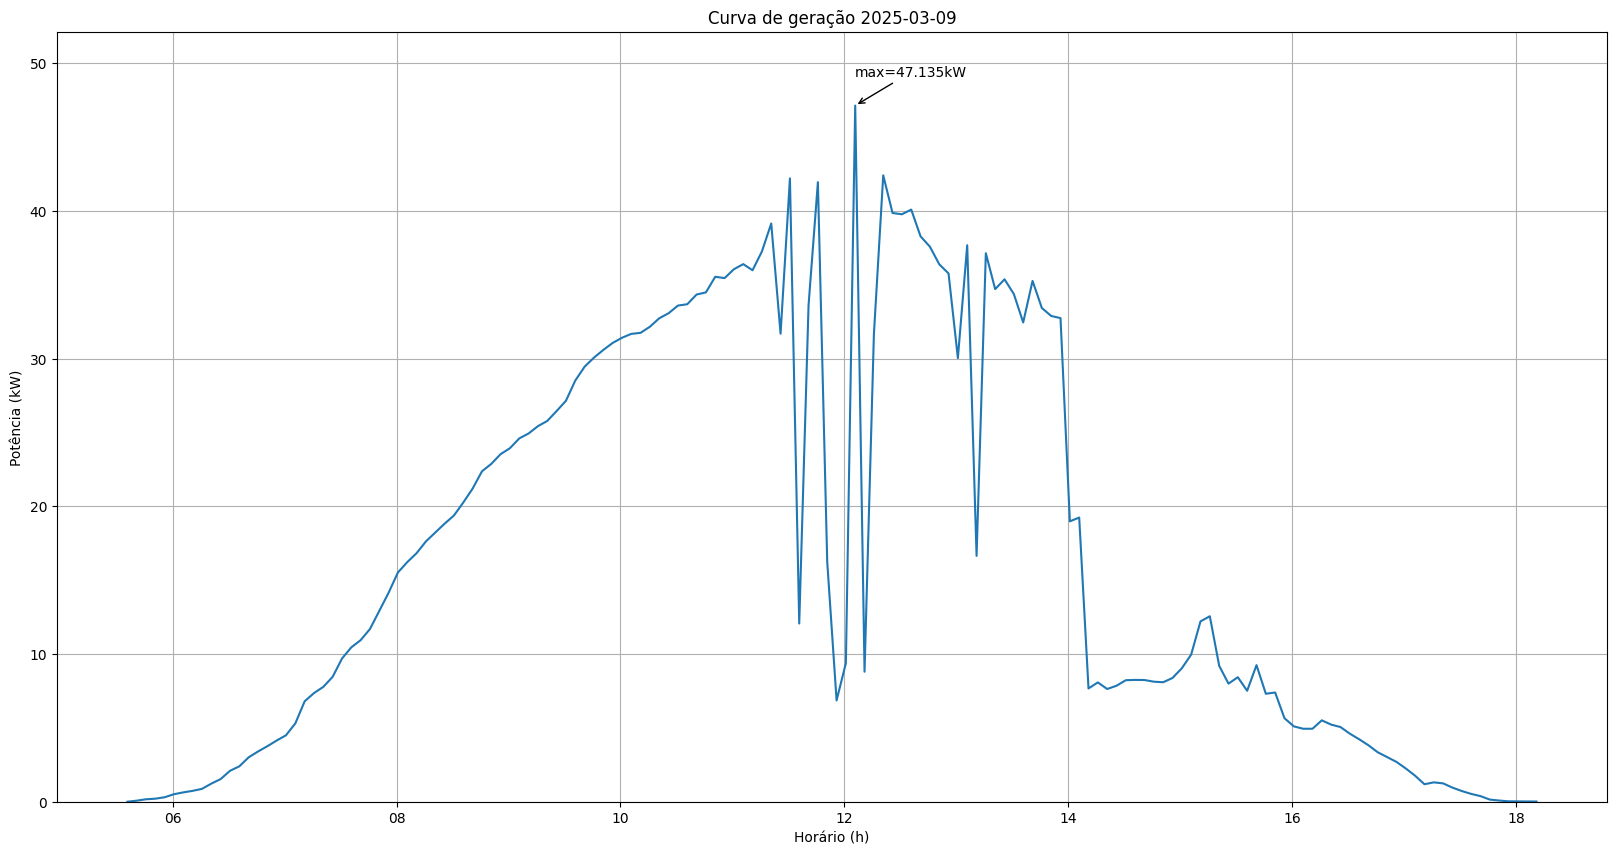 Curva de geração 2025-03-09
max=47.135kW
Potência (kW)
50
40
30
20
10
0
06 08 10 12 14 16 18
Horário (h)